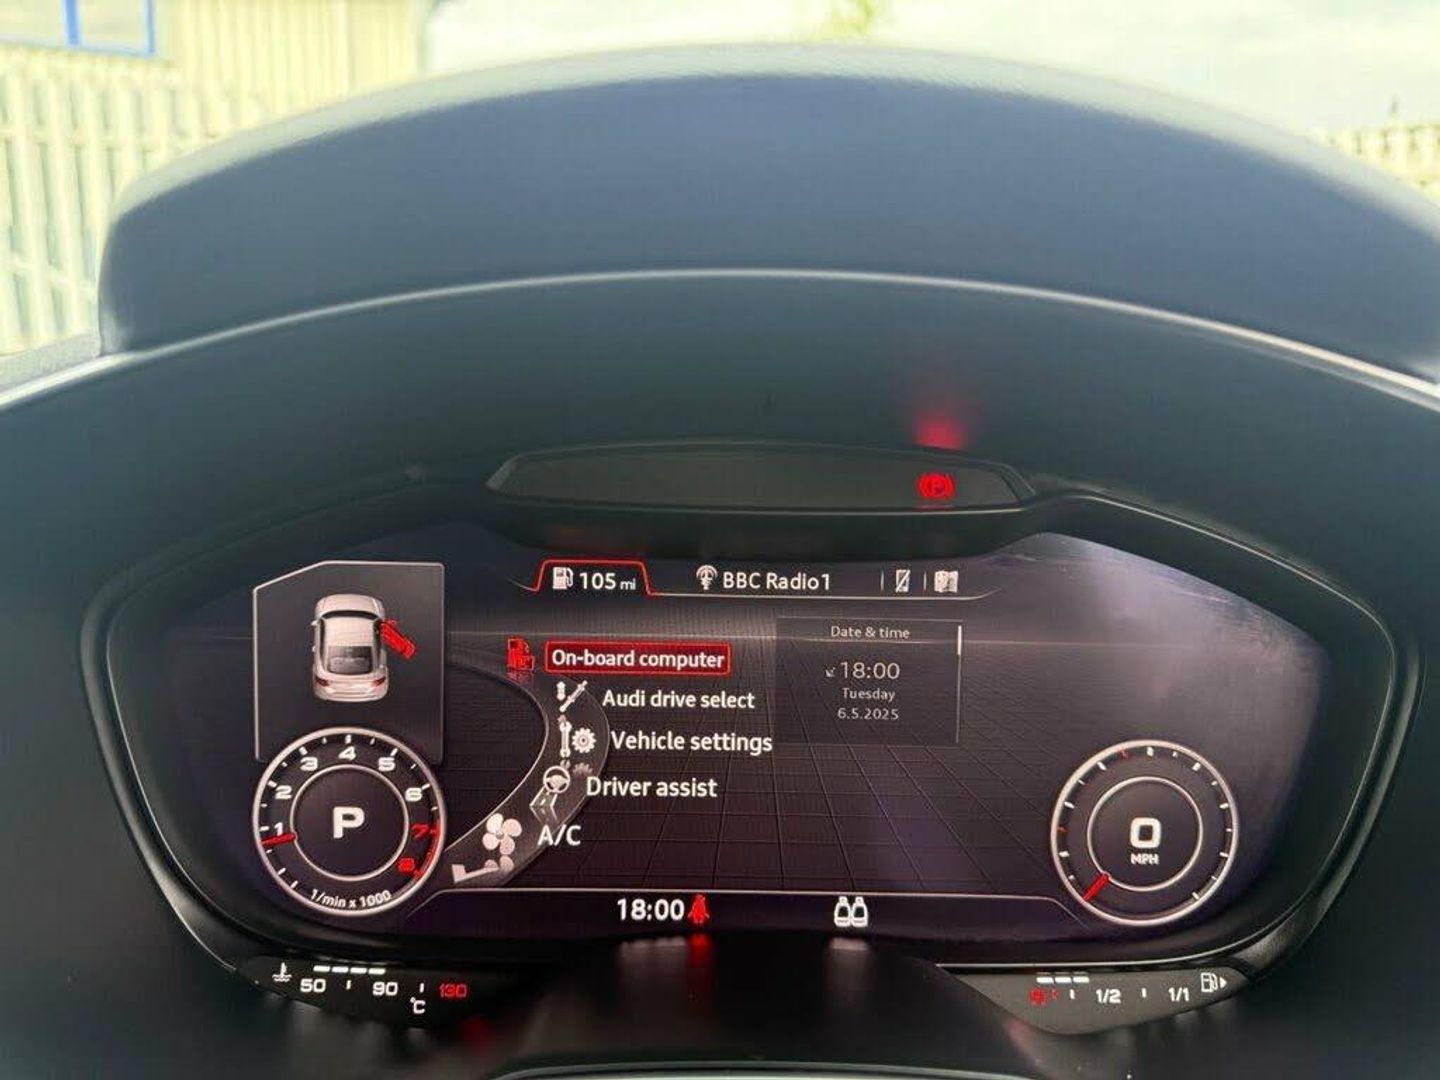 (P)
105 mi
BBC Radio 1
Date & time
18:00
Tuesday
6.5.2025
On-board computer
Audi drive select
Vehicle settings
Driver assist
A/C
1
2
3
4
5
6
7
8
P
1/min x 1000
0
MPH
18:00
50
90
130
°C
1/2
1/1